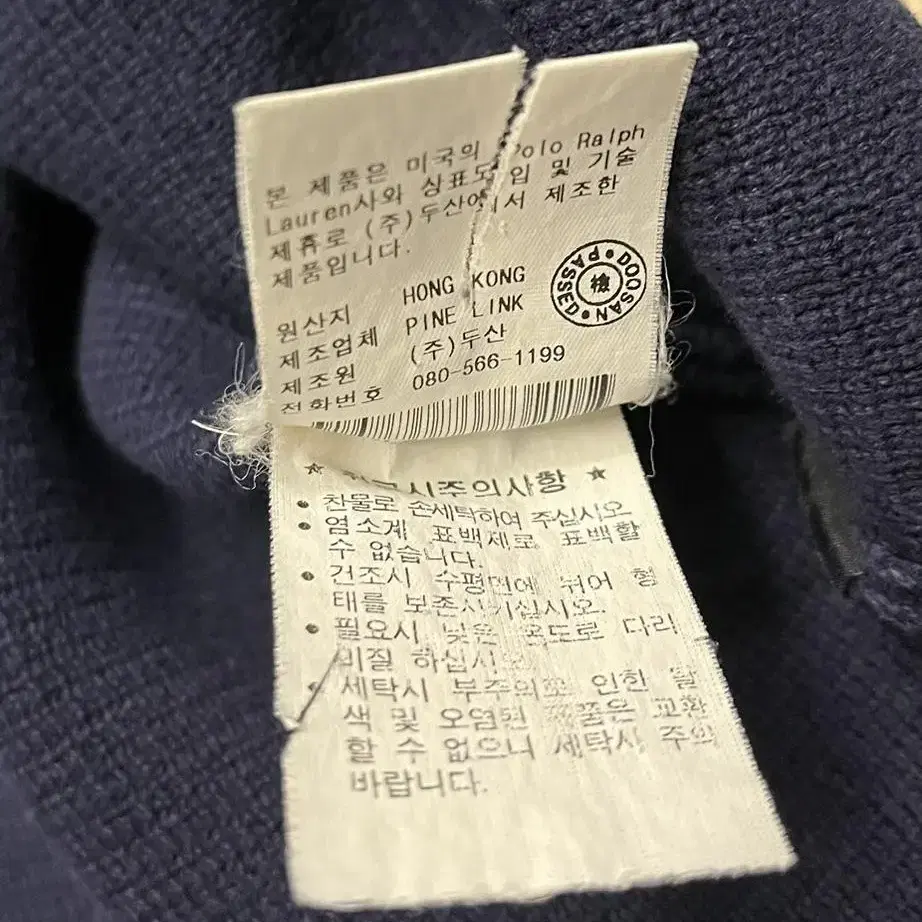 본 제품은 미국의 Polo Ralph
Lauren사와 상표도입 및 기술
제휴로 (주)두산에서 제조한
제품입니다.
원산지 HONG KONG
제조업체 PINE LINK
제조원 (주)두산
전화번호 080-566-1199
DOOSAN PASSED
檢
★ 시주의사항 ★
• 찬물로 손세탁하여 주십시오
• 염소계 표백제로 표백할
수 없습니다.
• 건조시 수평면에 뉘어 형
태를 보존시키십시오.
• 필요시 낮은 온도로 다리
미질 하십시오
• 세탁시 부주의로 인한 탈
색 및 오염된 제품은 교환
할 수 없으니 세탁시 주의
바랍니다.